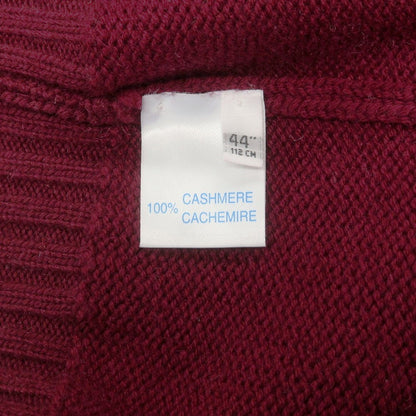 44"
112 CM
100% CASHMERE
CACHEMIRE